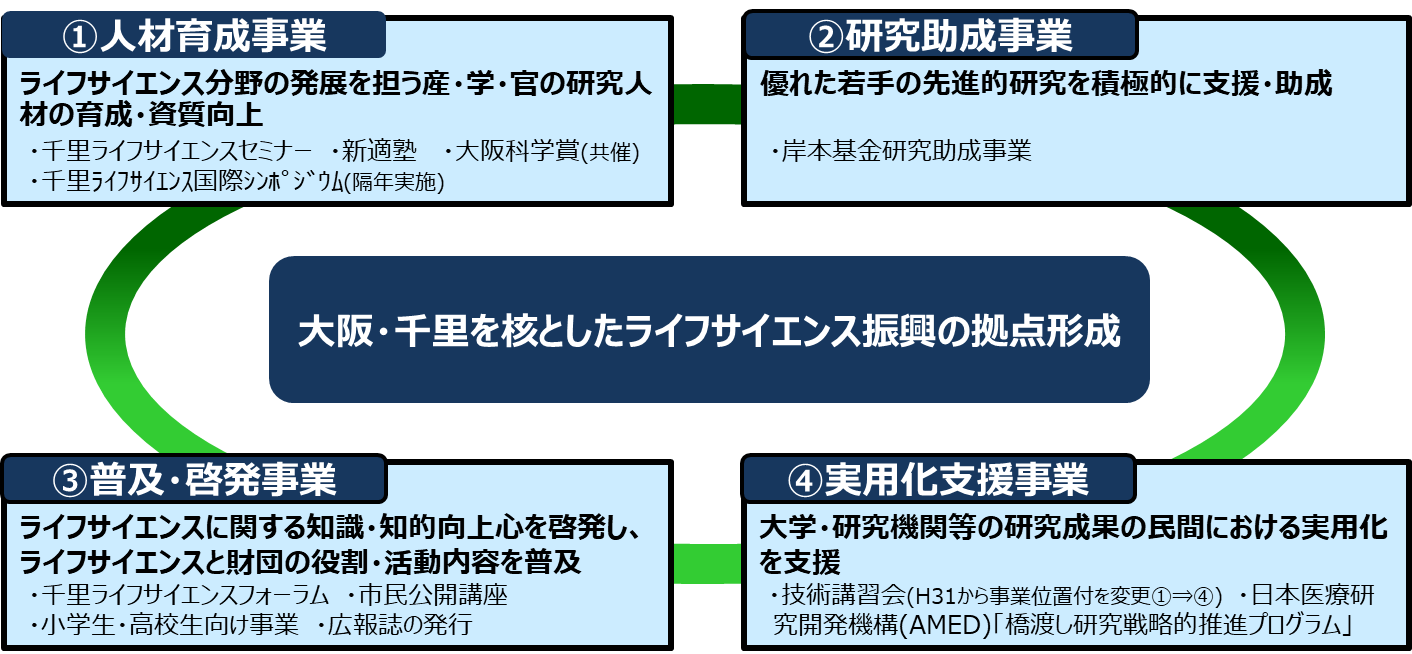 ①人材育成事業
ライフサイエンス分野の発展を担う産・学・官の研究人
材の育成・資質向上
・千里ライフサイエンスセミナー ・新適塾 ・大阪科学賞(共催)
・千里ﾗｲﾌｻｲｴﾝｽ国際ｼﾝﾎﾟｼﾞｳﾑ(隔年実施)
②研究助成事業
優れた若手の先進的研究を積極的に支援・助成
・岸本基金研究助成事業
大阪・千里を核としたライフサイエンス振興の拠点形成
③普及・啓発事業
ライフサイエンスに関する知識・知的向上心を啓発し、
ライフサイエンスと財団の役割・活動内容を普及
・千里ライフサイエンスフォーラム ・市民公開講座
・小学生・高校生向け事業 ・広報誌の発行
④実用化支援事業
大学・研究機関等の研究成果の民間における実用化
を支援
・技術講習会(H31から事業位置付を変更①⇒④) ・日本医療研
究開発機構(AMED)「橋渡し研究戦略的推進プログラム」